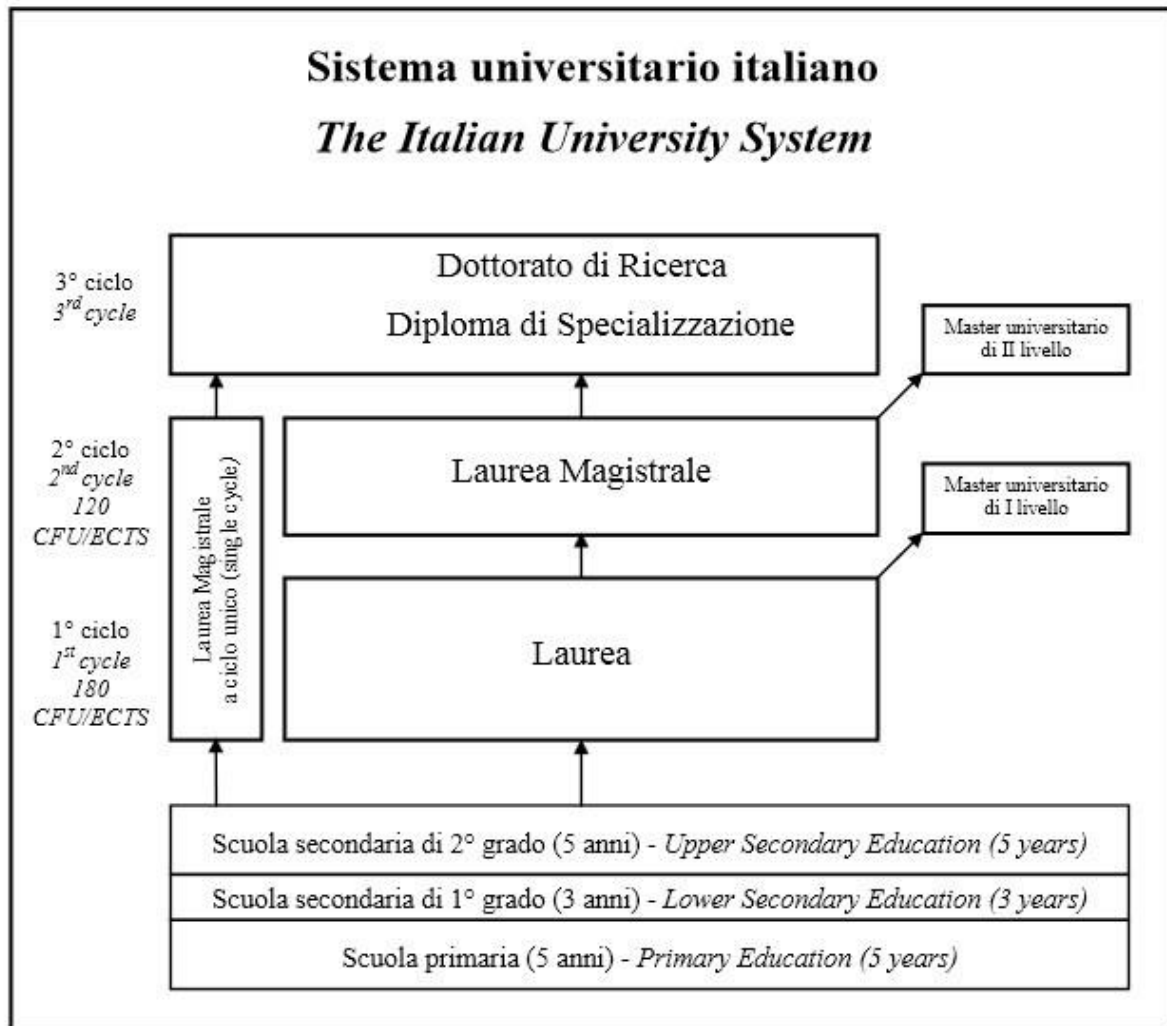 Sistema universitario italiano
The Italian University System
3° ciclo
3rd cycle
Dottorato di Ricerca
Diploma di Specializzazione
Master universitario
di II livello
2° ciclo
2nd cycle
120
CFU/ECTS
Laurea Magistrale
a ciclo unico (single cycle)
Laurea Magistrale
Master universitario
di I livello
1° ciclo
1st cycle
180
CFU/ECTS
Laurea
Scuola secondaria di 2° grado (5 anni) - Upper Secondary Education (5 years)
Scuola secondaria di 1° grado (3 anni) - Lower Secondary Education (3 years)
Scuola primaria (5 anni) - Primary Education (5 years)